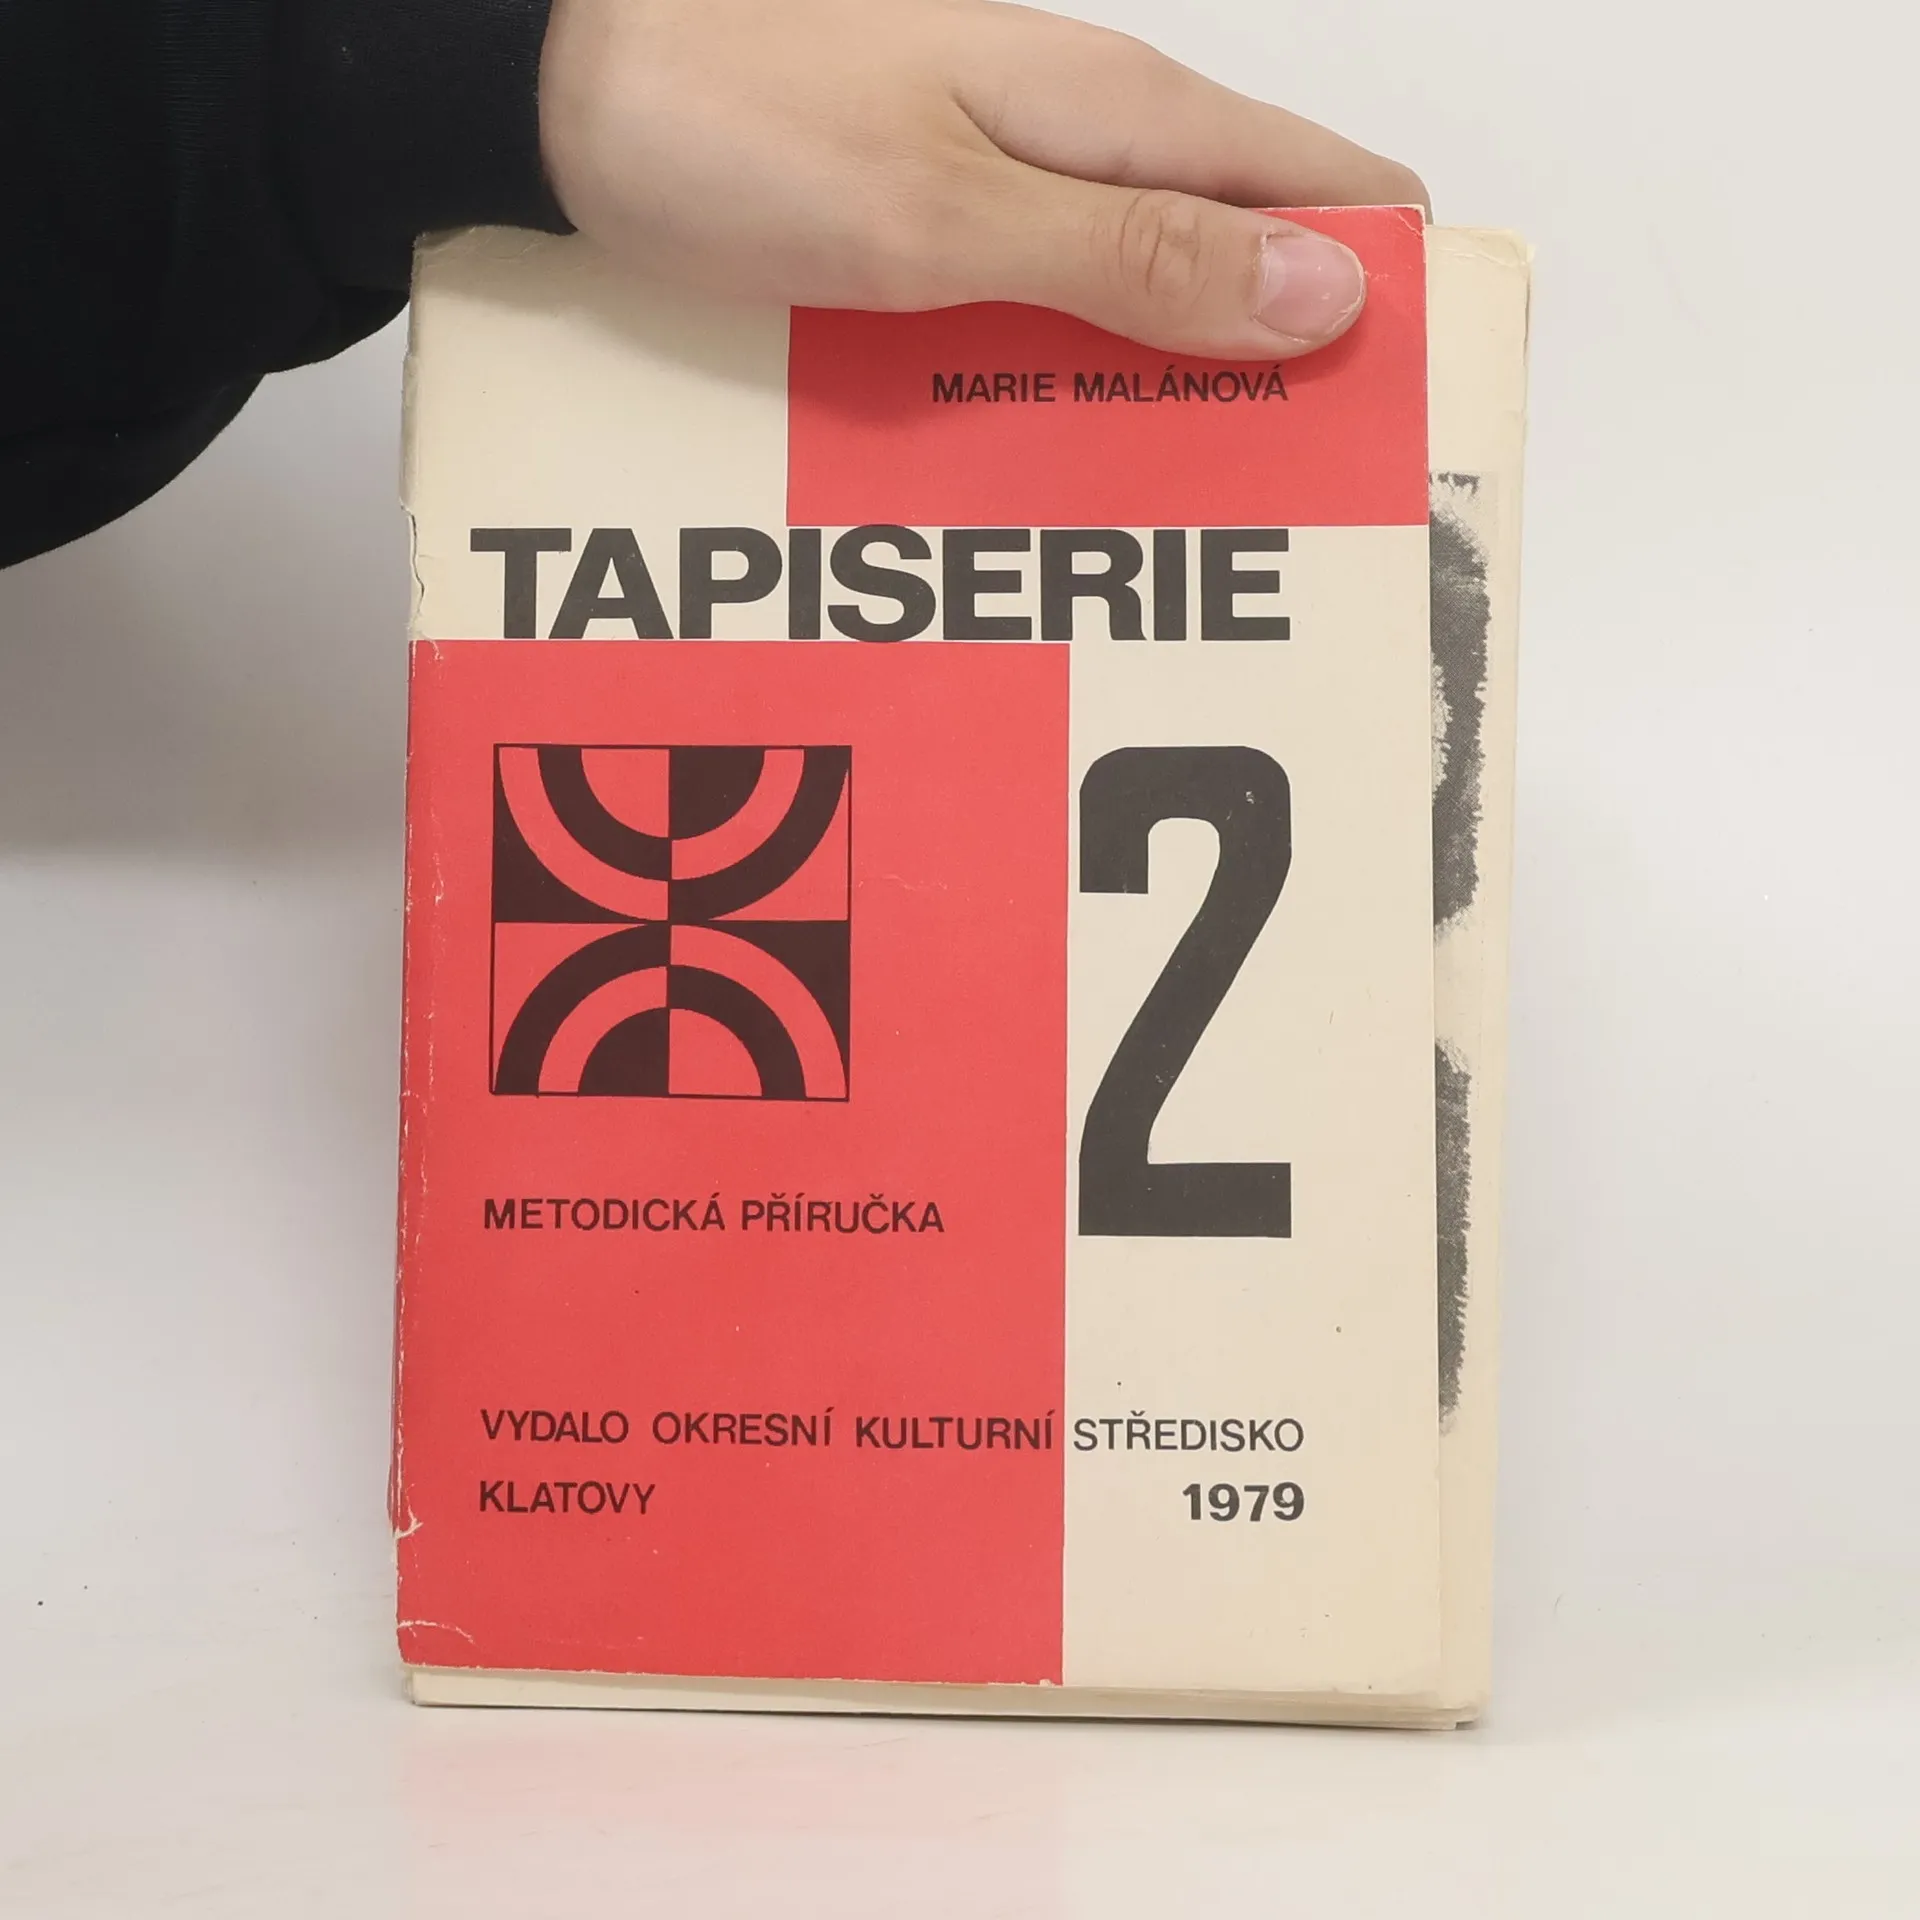 MARIE MALÁNOVÁ
TAPISERIE
2
METODICKÁ PŘÍRUČKA
VYDALO OKRESNÍ KULTURNÍ STŘEDISKO
KLATOVY 1979